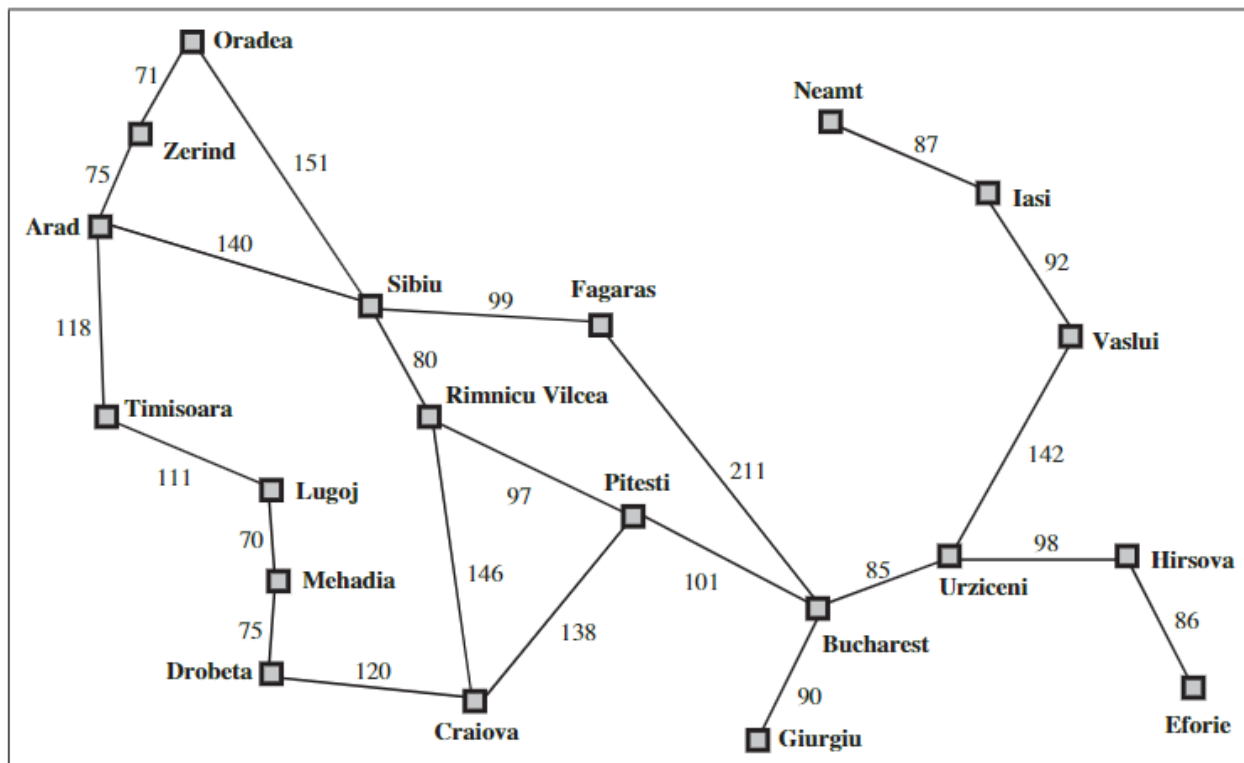 Oradea
71
Neamt
87
Zerind
151
75
Iasi
Arad
140
92
Sibiu
99
Fagaras
118
80
Vaslui
Timisoara
Rimnicu Vilcea
142
111
Lugoj
97
Pitesti
211
70
98
Hirsova
Mehadia
146
101
85
Urziceni
75
138
86
Bucharest
Drobeta
120
90
Craiova
Giurgiu
Eforie